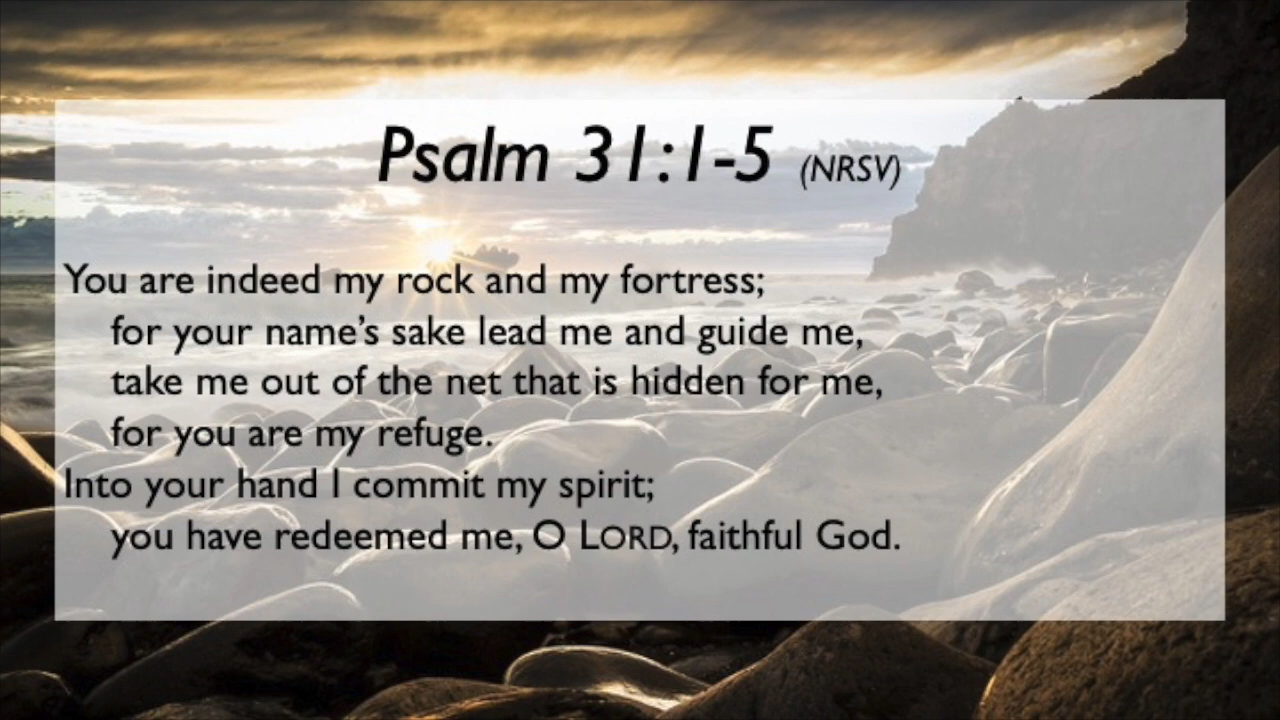 Psalm 31:1-5 (NRSV)
You are indeed my rock and my fortress;
for your name’s sake lead me and guide me,
take me out of the net that is hidden for me,
for you are my refuge.
Into your hand I commit my spirit;
you have redeemed me, O LORD, faithful God.